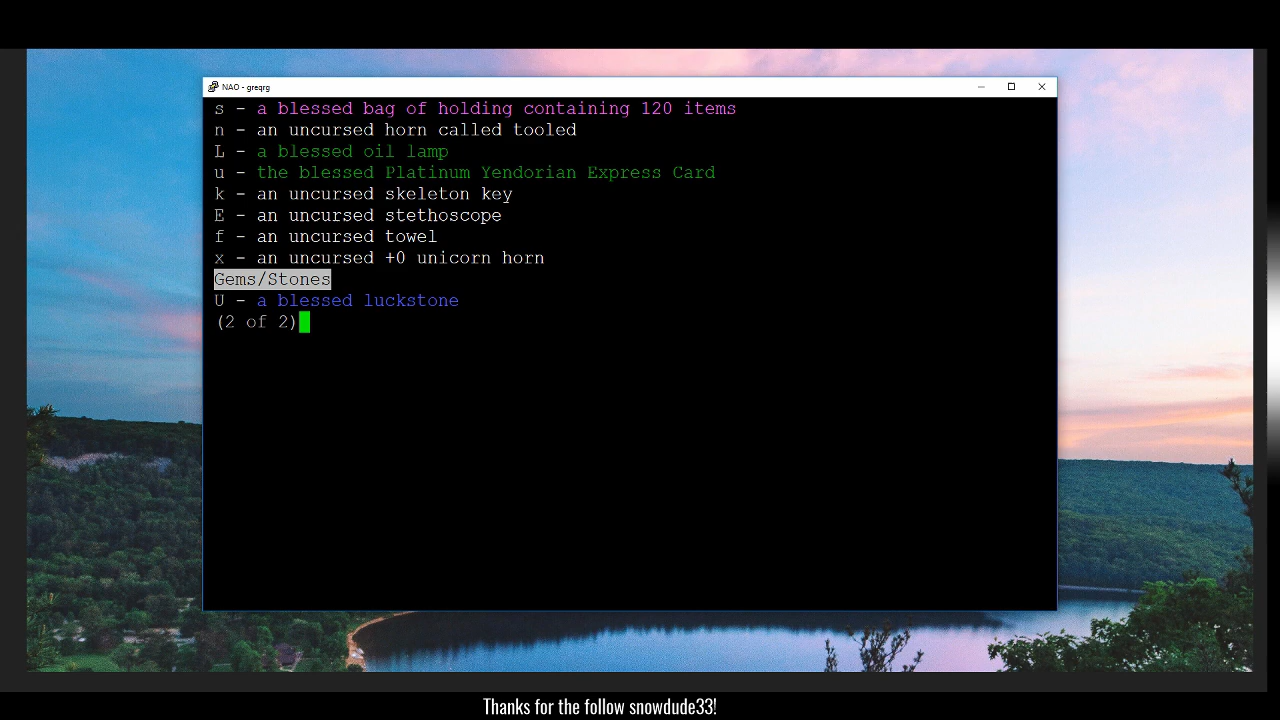 NAO - greqrg
s - a blessed bag of holding containing 120 items
n - an uncursed horn called tooled
L - a blessed oil lamp
u - the blessed Platinum Yendorian Express Card
k - an uncursed skeleton key
E - an uncursed stethoscope
f - an uncursed towel
x - an uncursed +0 unicorn horn
Gems/Stones
U - a blessed luckstone
(2 of 2)
Thanks for the follow snowdude33!